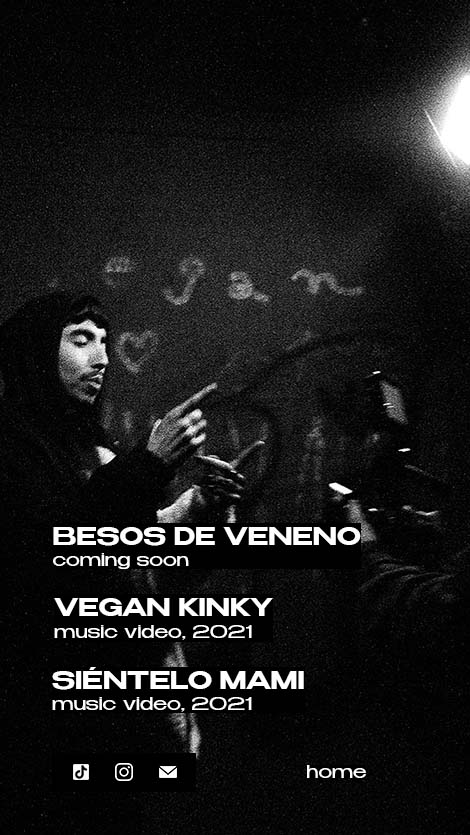 BESOS DE VENENO
coming soon
VEGAN KINKY
music video, 2021
SIÉNTELO MAMI
music video, 2021
home